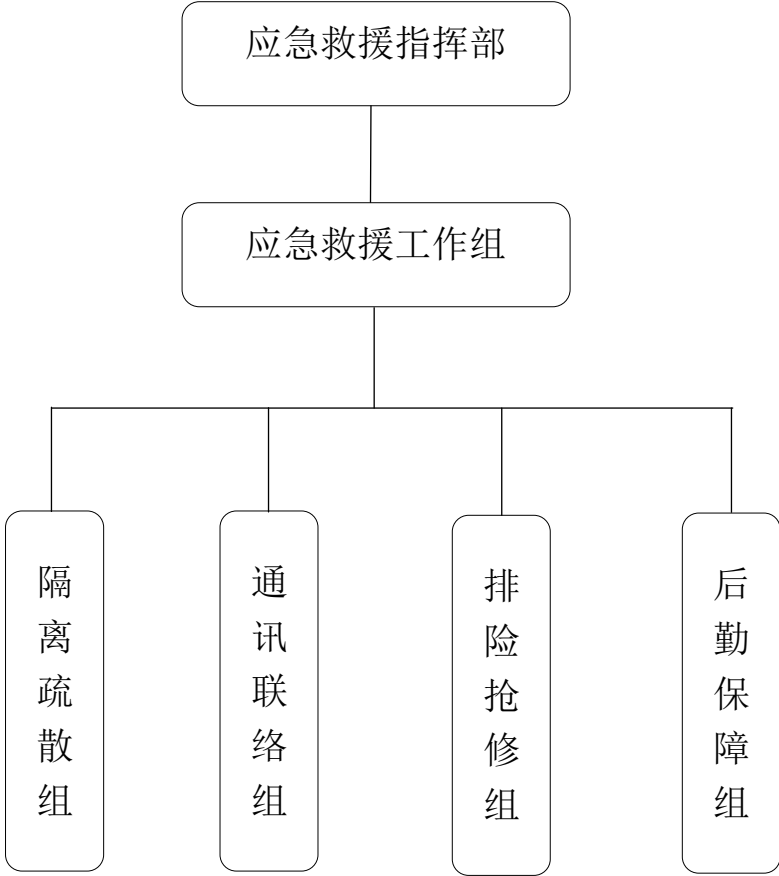 应急救援指挥部
应急救援工作组
隔离疏散组
通讯联络组
排险抢修组
后勤保障组